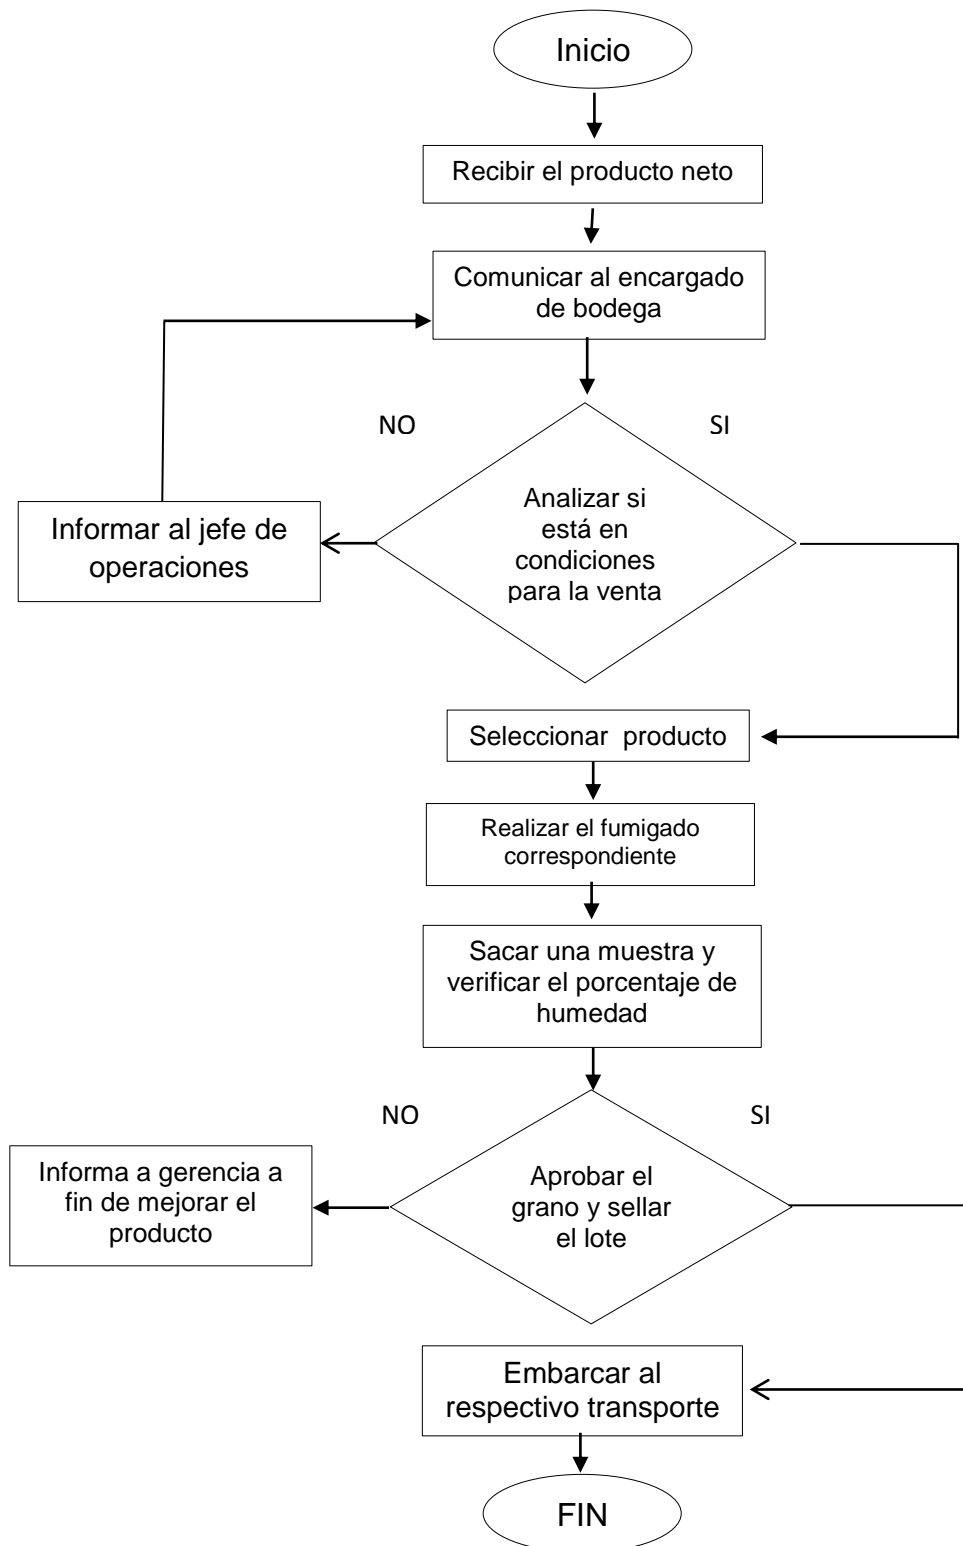 Inicio
Recibir el producto neto
Comunicar al encargado
de bodega
NO
SI
Analizar si
está en
condiciones
para la venta
Informar al jefe de
operaciones
Seleccionar  producto
Realizar el fumigado
correspondiente
Sacar una muestra y
verificar el porcentaje de
humedad
NO
SI
Informa a gerencia a
fin de mejorar el
producto
Aprobar el
grano y sellar
el lote
Embarcar al
respectivo transporte
FIN